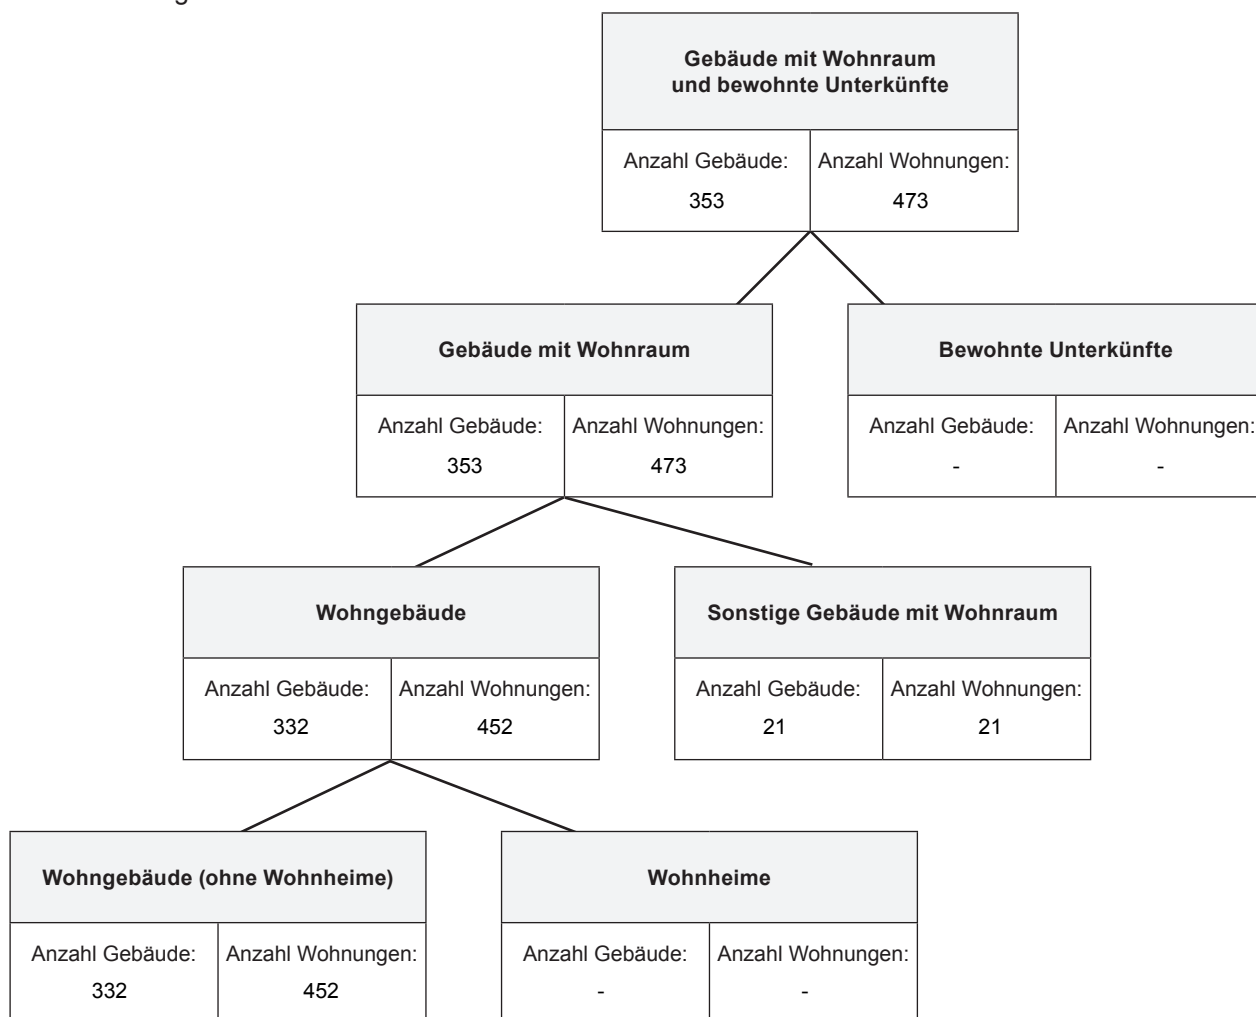 Gebäude mit Wohnraum
und bewohnte Unterkünfte
Anzahl Gebäude: Anzahl Wohnungen:
353 473
Gebäude mit Wohnraum
Anzahl Gebäude: Anzahl Wohnungen:
353 473
Bewohnte Unterkünfte
Anzahl Gebäude: Anzahl Wohnungen:
- -
Wohngebäude
Anzahl Gebäude: Anzahl Wohnungen:
332 452
Sonstige Gebäude mit Wohnraum
Anzahl Gebäude: Anzahl Wohnungen:
21 21
Wohngebäude (ohne Wohnheime)
Anzahl Gebäude: Anzahl Wohnungen:
332 452
Wohnheime
Anzahl Gebäude: Anzahl Wohnungen:
- -